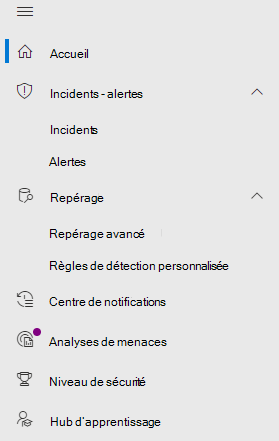 Accueil
Incidents - alertes
Incidents
Alertes
Repérage
Repérage avancé
Règles de détection personnalisée
Centre de notifications
Analyses de menaces
Niveau de sécurité
Hub d'apprentissage